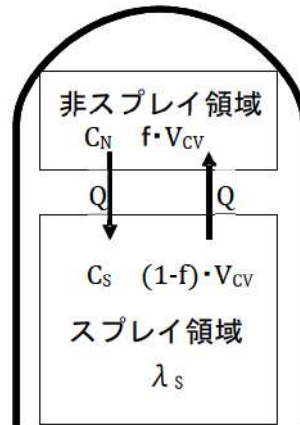 非スプレイ領域
C_N f・V_CV
Q Q
C_S (1-f)・V_CV
スプレイ領域
λ_S